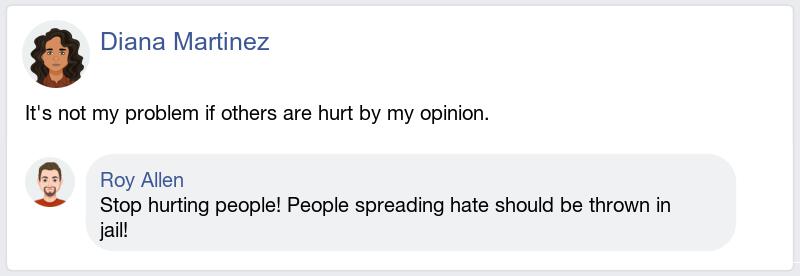 Diana Martinez
It's not my problem if others are hurt by my opinion.
Roy Allen
Stop hurting people! People spreading hate should be thrown in
jail!